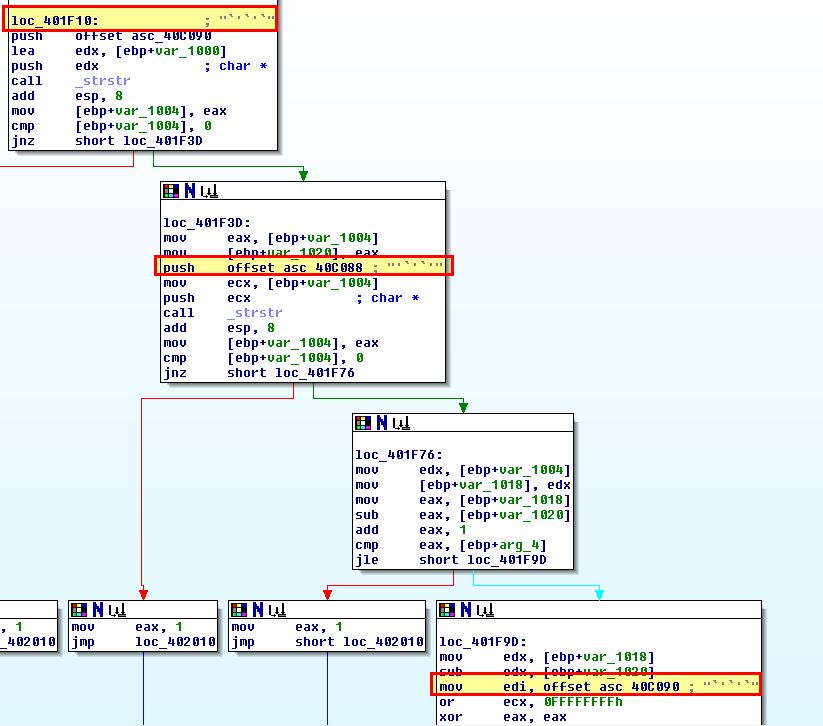 loc_401F10:              ; "`'`'`"
push    offset asc_40C090
lea     edx, [ebp+var_1000]
push    edx             ; char *
call    _strstr
add     esp, 8
mov     [ebp+var_1004], eax
cmp     [ebp+var_1004], 0
jnz     short loc_401F3D
loc_401F3D:
mov     eax, [ebp+var_1004]
mov     [ebp+var_1020], eax
push    offset asc_40C088 ; "'`'`'"
mov     ecx, [ebp+var_1004]
push    ecx             ; char *
call    _strstr
add     esp, 8
mov     [ebp+var_1004], eax
cmp     [ebp+var_1004], 0
jnz     short loc_401F76
loc_401F76:
mov     edx, [ebp+var_1004]
mov     [ebp+var_1018], edx
mov     eax, [ebp+var_1018]
sub     eax, [ebp+var_1020]
add     eax, 1
cmp     eax, [ebp+arg_4]
jle     short loc_401F9D
, 1
_402010
mov     eax, 1
jmp     loc_402010
mov     eax, 1
jmp     short loc_402010
loc_401F9D:
mov     edx, [ebp+var_1018]
sub     edx, [ebp+var_1020]
mov     edi, offset asc_40C090 ; "`'`'`"
or      ecx, 0FFFFFFFFh
xor     eax, eax